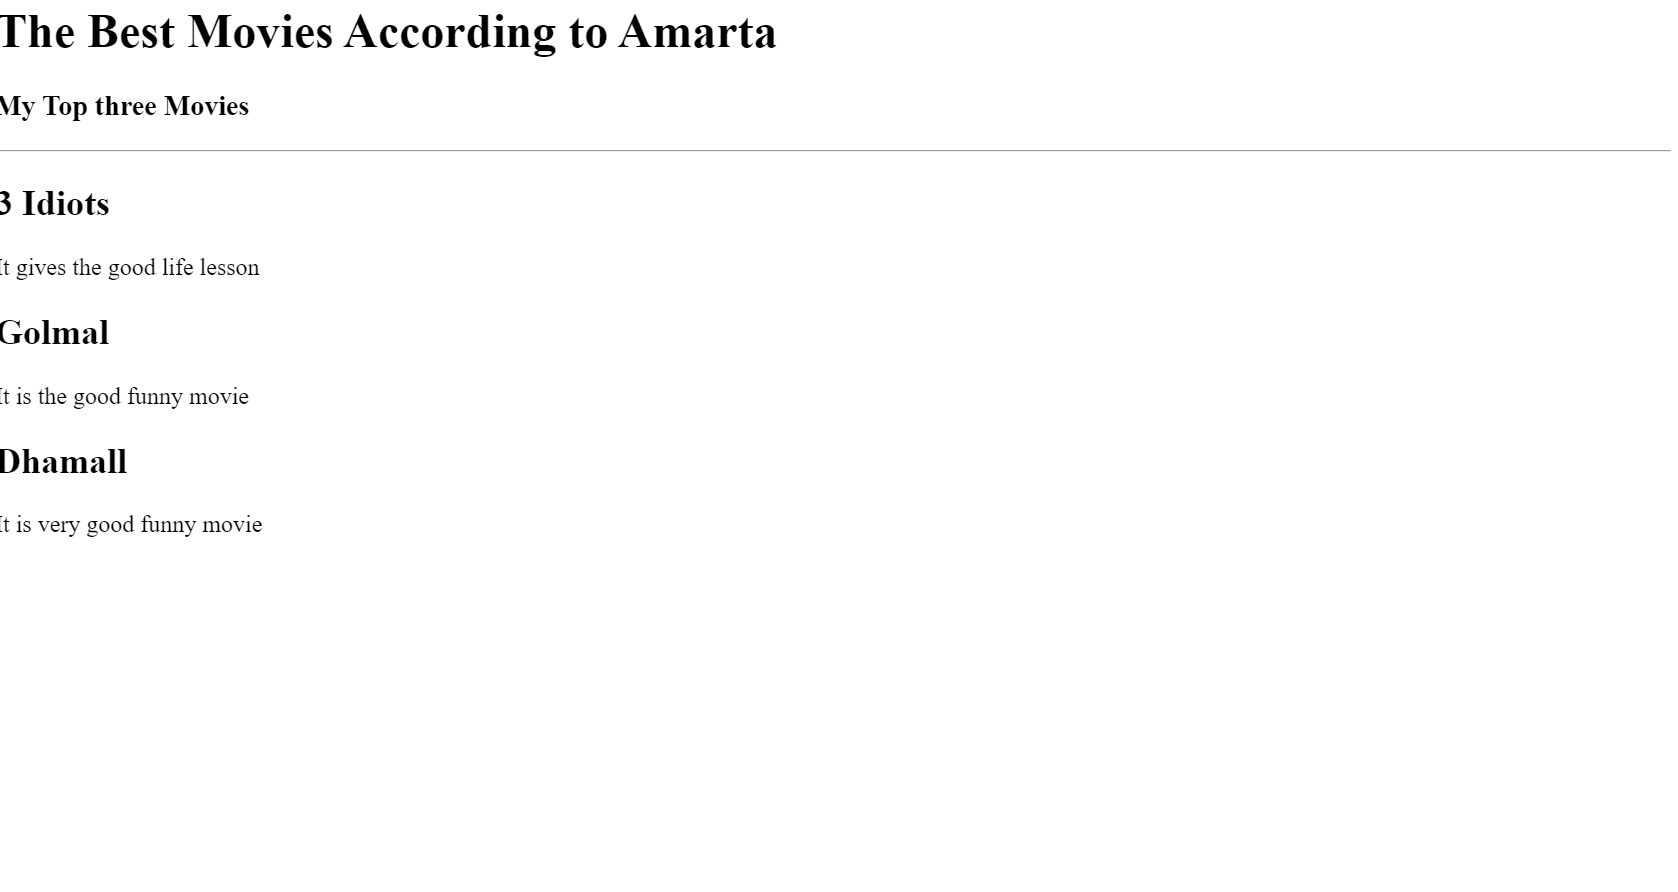 The Best Movies According to Amarta
My Top three Movies
3 Idiots
It gives the good life lesson
Golmal
It is the good funny movie
Dhamall
It is very good funny movie